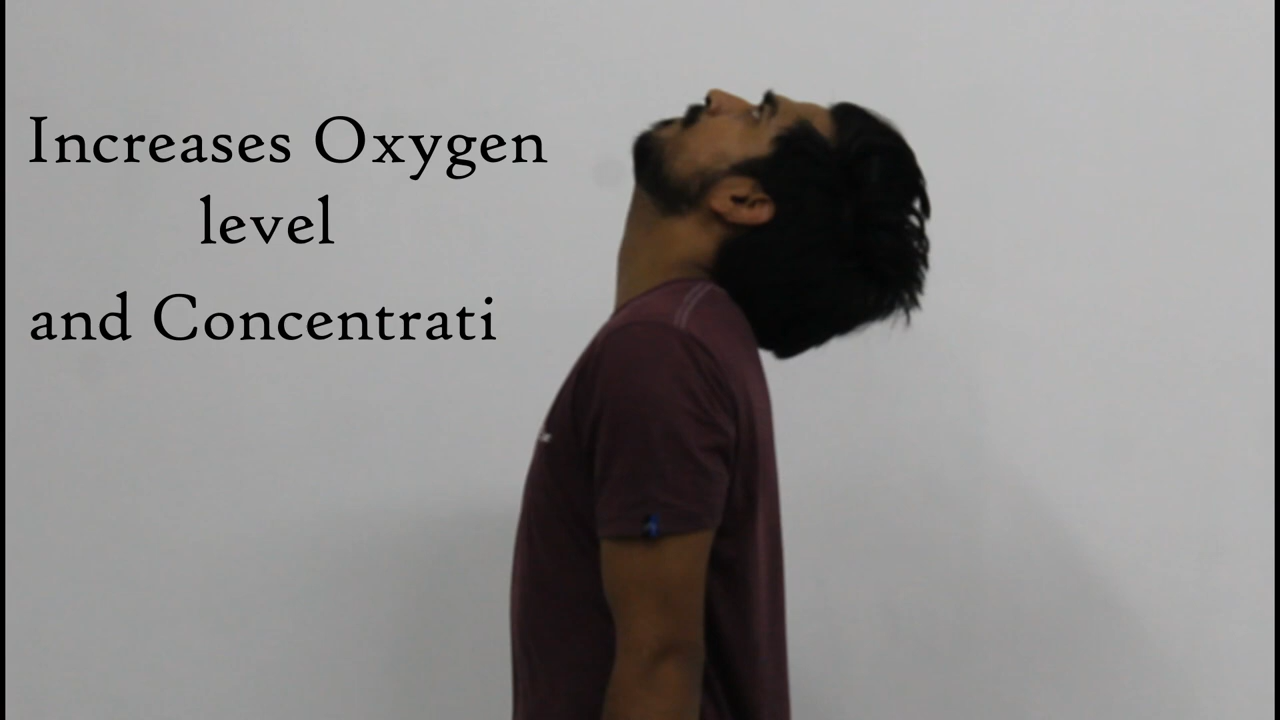 Increases Oxygen
level
and Concentrati